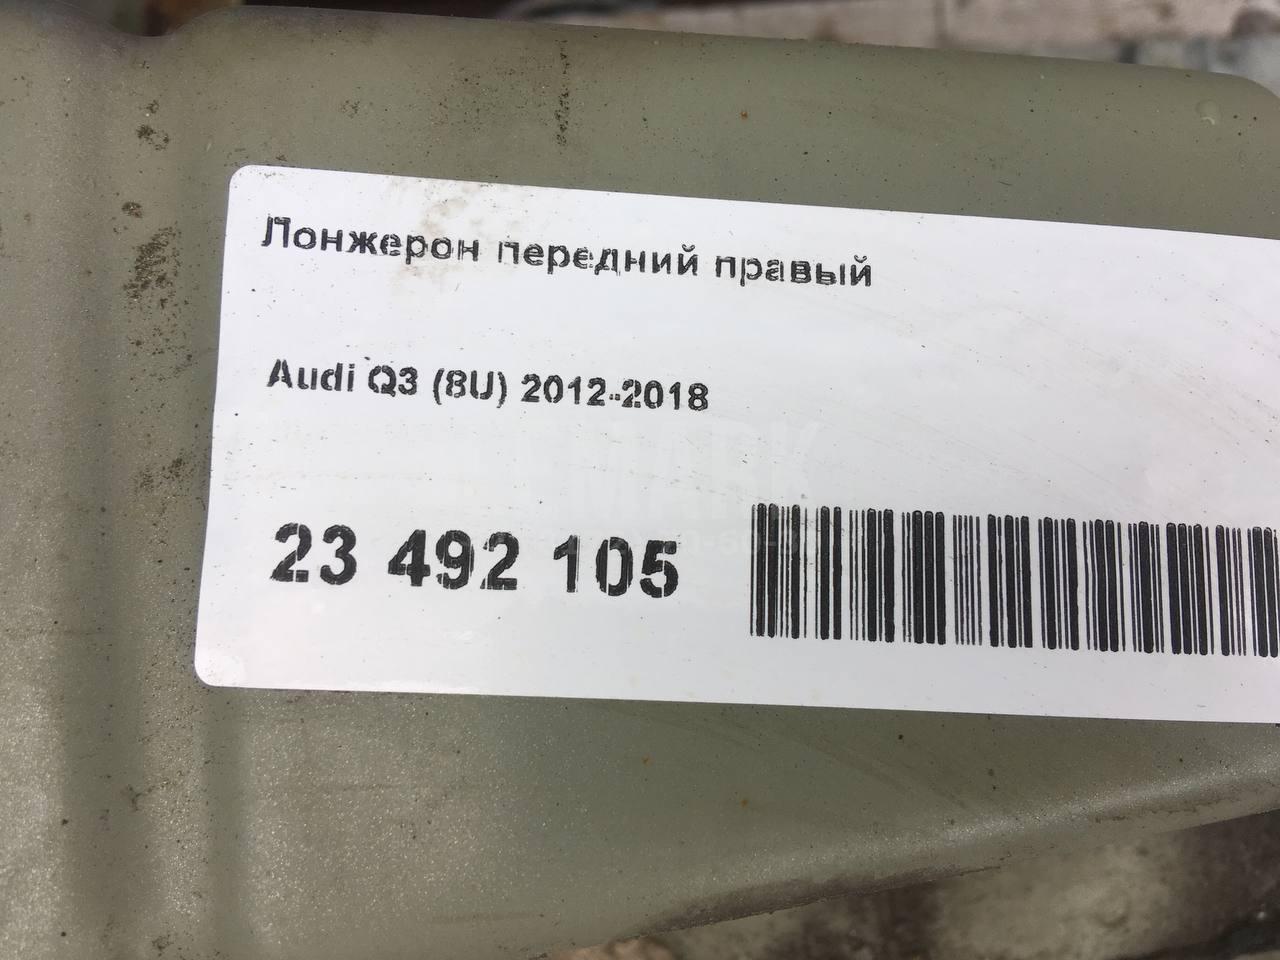 Лонжерон передний правый
Audi Q3 (8U) 2012-2018
23 492 105